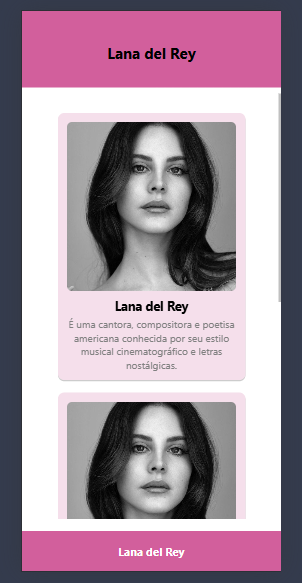 Lana del Rey
Lana del Rey
É uma cantora, compositora e poetisa
americana conhecida por seu estilo
musical cinematográfico e letras
nostálgicas.
Lana del Rey